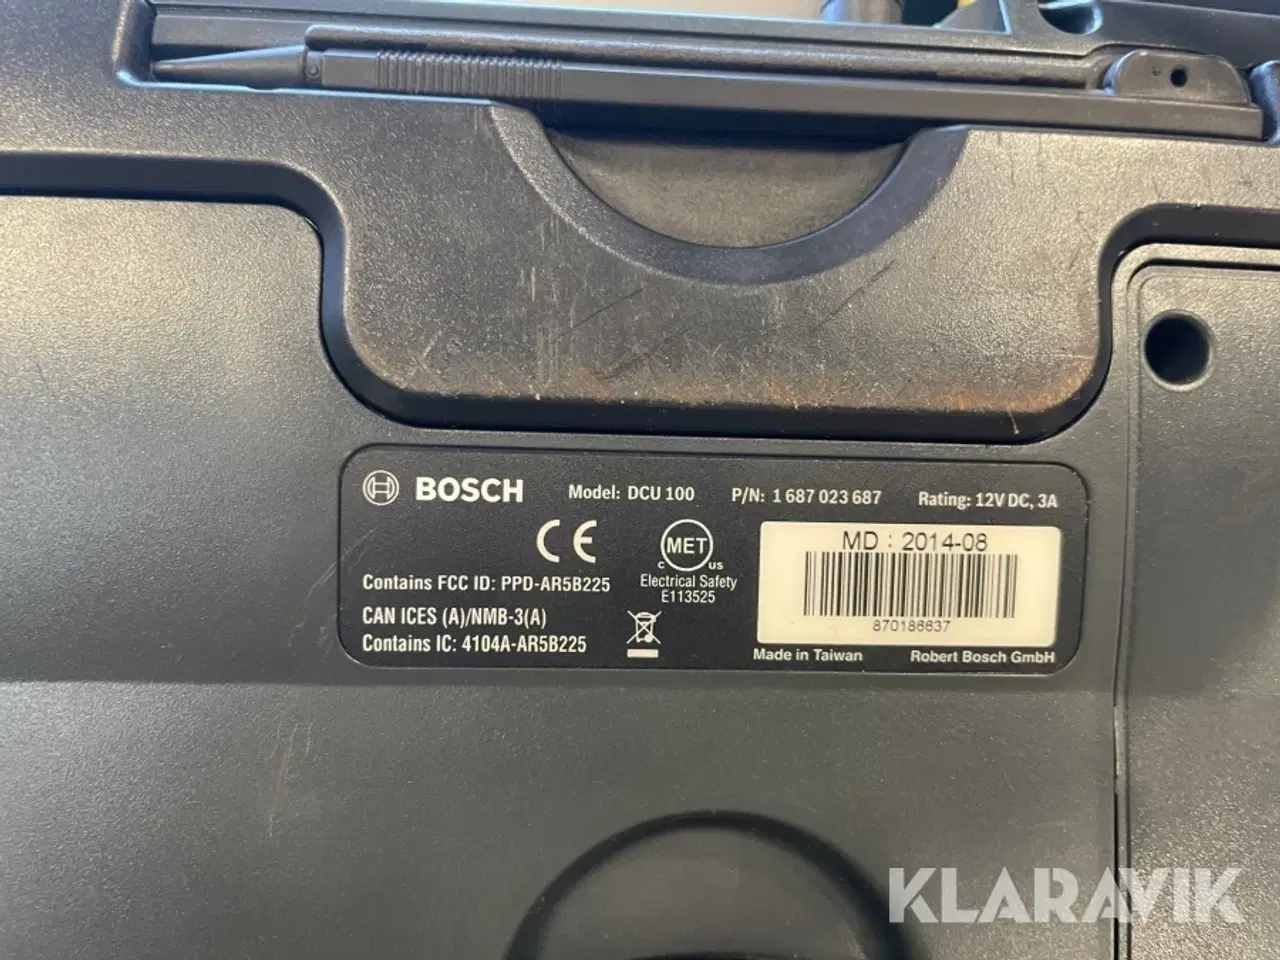 BOSCH Model: DCU 100 P/N: 1 687 023 687 Rating: 12V DC, 3A
CE
MET
C US
Electrical Safety
E113525
Contains FCC ID: PPD-AR5B225
CAN ICES (A)/NMB-3(A)
Contains IC: 4104A-AR5B225
MD : 2014-08
870186637
Made in Taiwan Robert Bosch GmbH
KLARAVIK